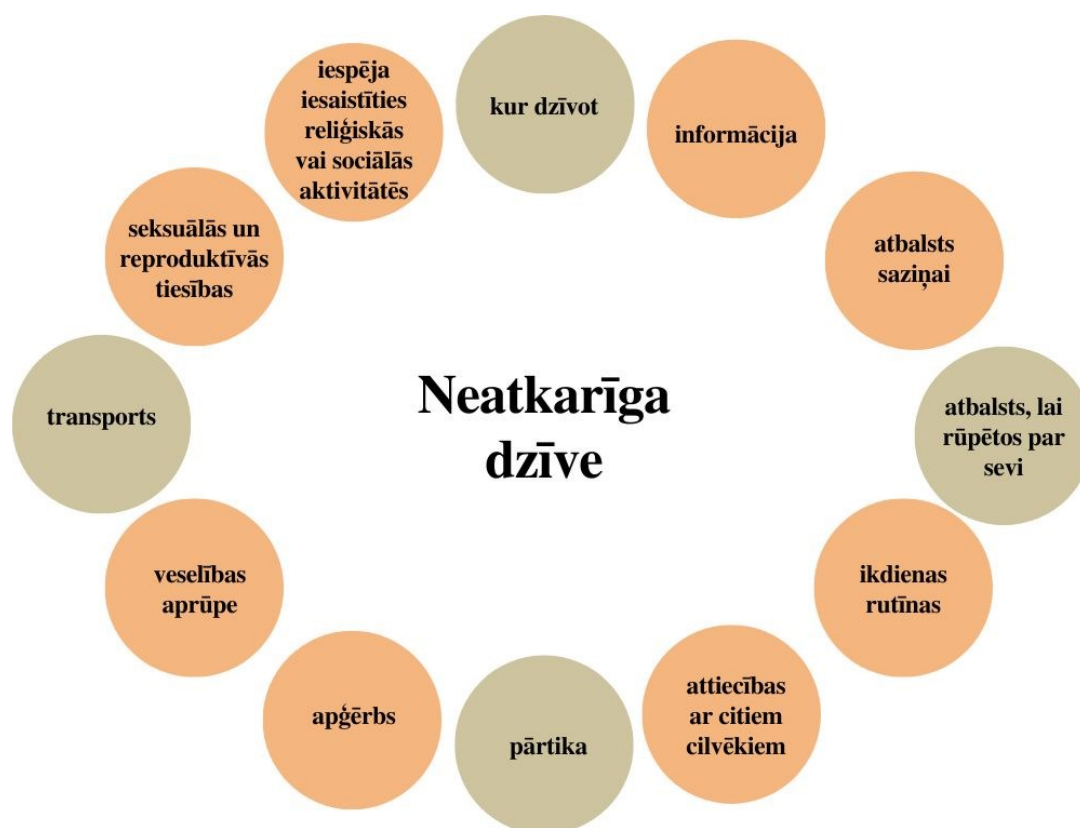 iespēja
iesaistīties
reliģiskās
vai sociālās
aktivitātēs
kur dzīvot
informācija
atbalsts
saziņai
atbalsts, lai
rūpētos par
sevi
ikdienas
rutīnas
attiecības
ar citiem
cilvēkiem
pārtika
apģērbs
veselības
aprūpe
transports
seksuālās un
reproduktīvās
tiesības
Neatkarīga
dzīve